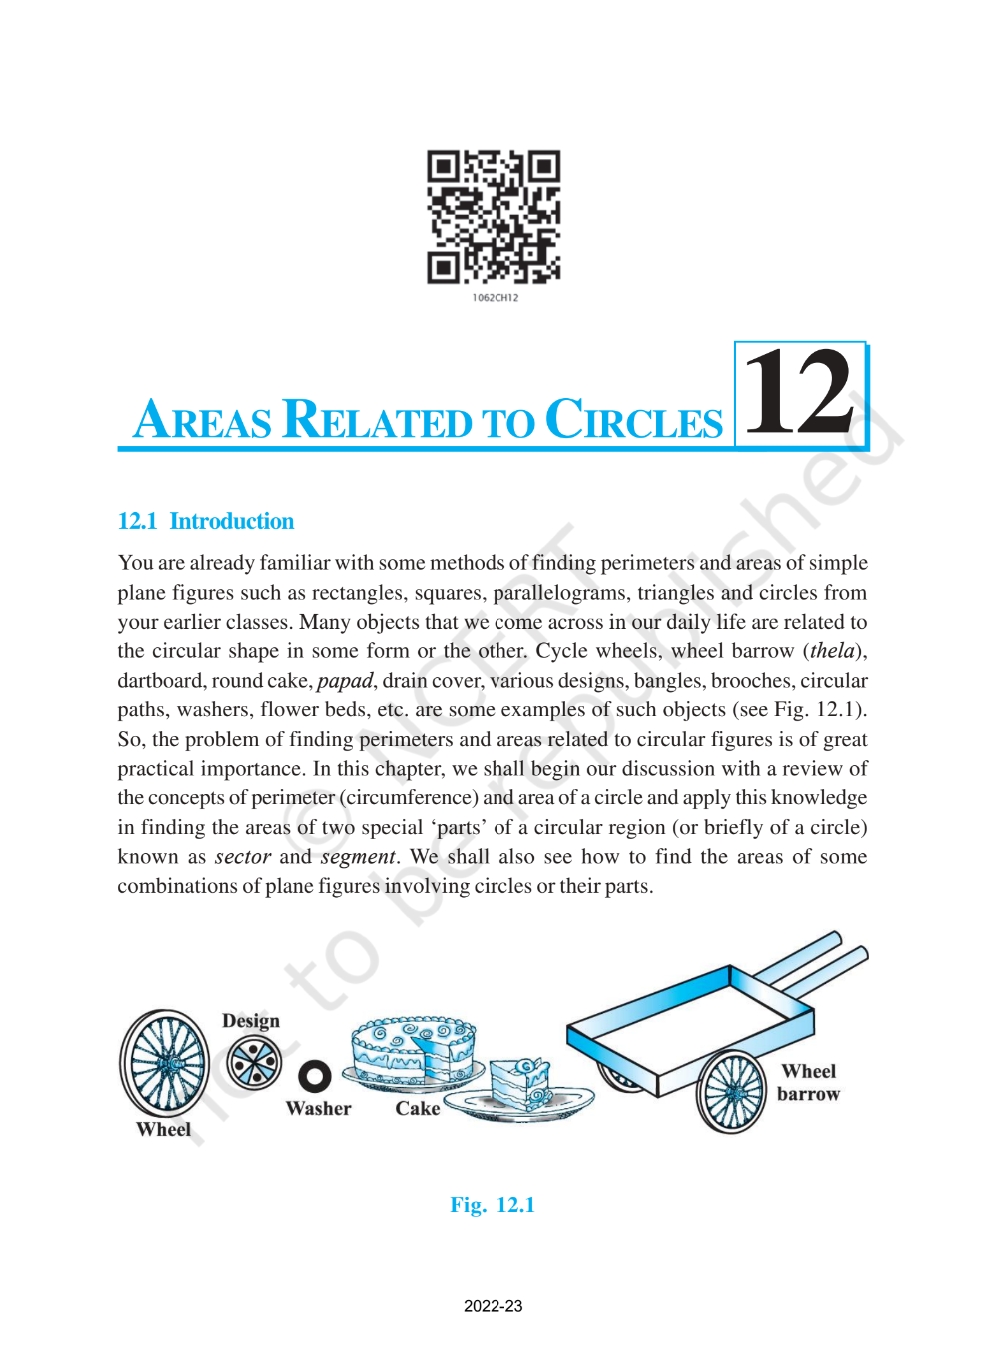 1062CH12
AREAS RELATED TO CIRCLES 12
12.1 Introduction
You are already familiar with some methods of finding perimeters and areas of simple
plane figures such as rectangles, squares, parallelograms, triangles and circles from
your earlier classes. Many objects that we come across in our daily life are related to
the circular shape in some form or the other. Cycle wheels, wheel barrow (thela),
dartboard, round cake, papad, drain cover, various designs, bangles, brooches, circular
paths, washers, flower beds, etc. are some examples of such objects (see Fig. 12.1).
So, the problem of finding perimeters and areas related to circular figures is of great
practical importance. In this chapter, we shall begin our discussion with a review of
the concepts of perimeter (circumference) and area of a circle and apply this knowledge
in finding the areas of two special ‘parts’ of a circular region (or briefly of a circle)
known as sector and segment. We shall also see how to find the areas of some
combinations of plane figures involving circles or their parts.
© NCERT
not to be republished
Design
Wheel
Washer
Cake
Wheel
barrow
Fig. 12.1
2022-23